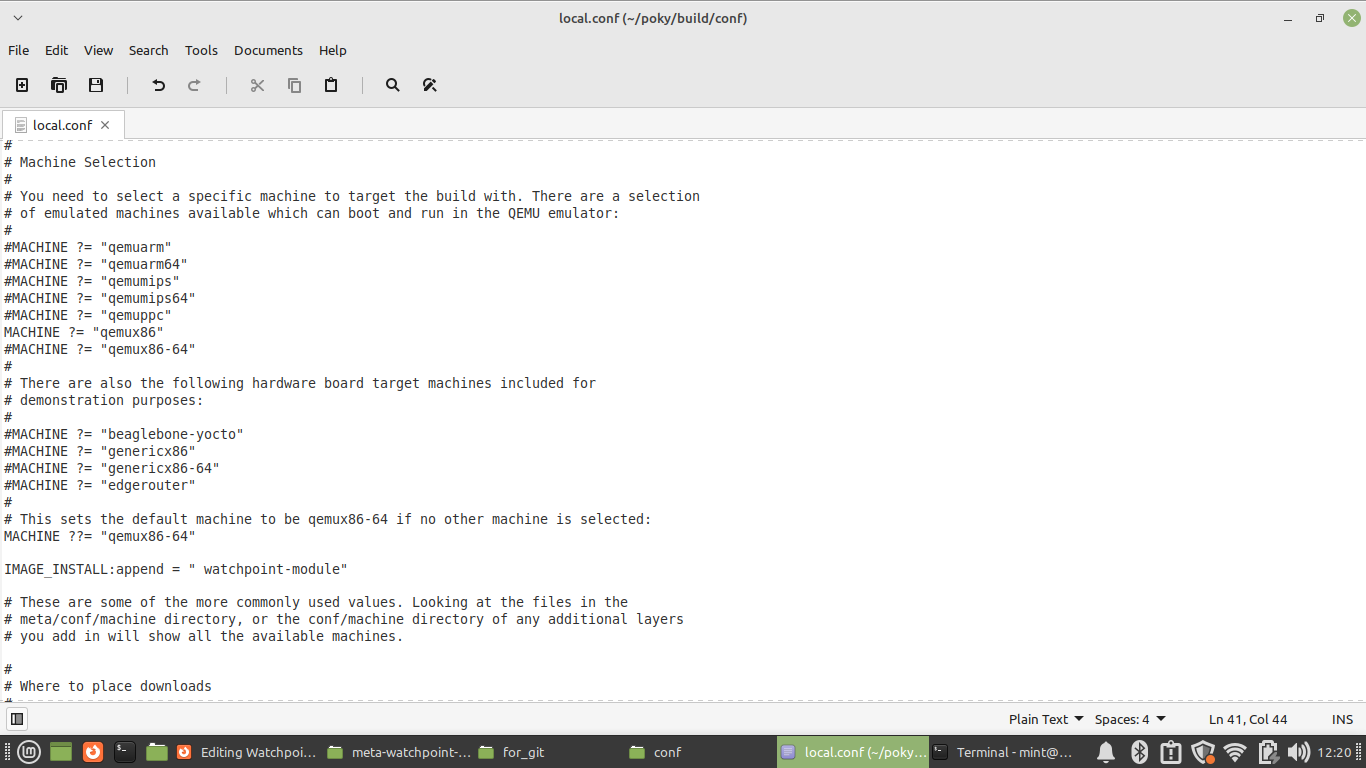 local.conf (~/poky/build/conf)
File Edit View Search Tools Documents Help
local.conf
#
# Machine Selection
#
# You need to select a specific machine to target the build with. There are a selection
# of emulated machines available which can boot and run in the QEMU emulator:
#
#MACHINE ?= "qemuarm"
#MACHINE ?= "qemuarm64"
#MACHINE ?= "qemumips"
#MACHINE ?= "qemumips64"
#MACHINE ?= "qemuppc"
MACHINE ?= "qemux86"
#MACHINE ?= "qemux86-64"
#
# There are also the following hardware board target machines included for
# demonstration purposes:
#
#MACHINE ?= "beaglebone-yocto"
#MACHINE ?= "genericx86"
#MACHINE ?= "genericx86-64"
#MACHINE ?= "edgerouter"
#
# This sets the default machine to be qemux86-64 if no other machine is selected:
MACHINE ??= "qemux86-64"
IMAGE_INSTALL:append = " watchpoint-module"
# These are some of the more commonly used values. Looking at the files in the
# meta/conf/machine directory, or the conf/machine directory of any additional layers
# you add in will show all the available machines.
#
# Where to place downloads
#
Plain Text Spaces: 4 Ln 41, Col 44 INS
Editing Watchpoi... meta-watchpoint-... for_git conf local.conf (~/poky... Terminal - mint@... 12:20